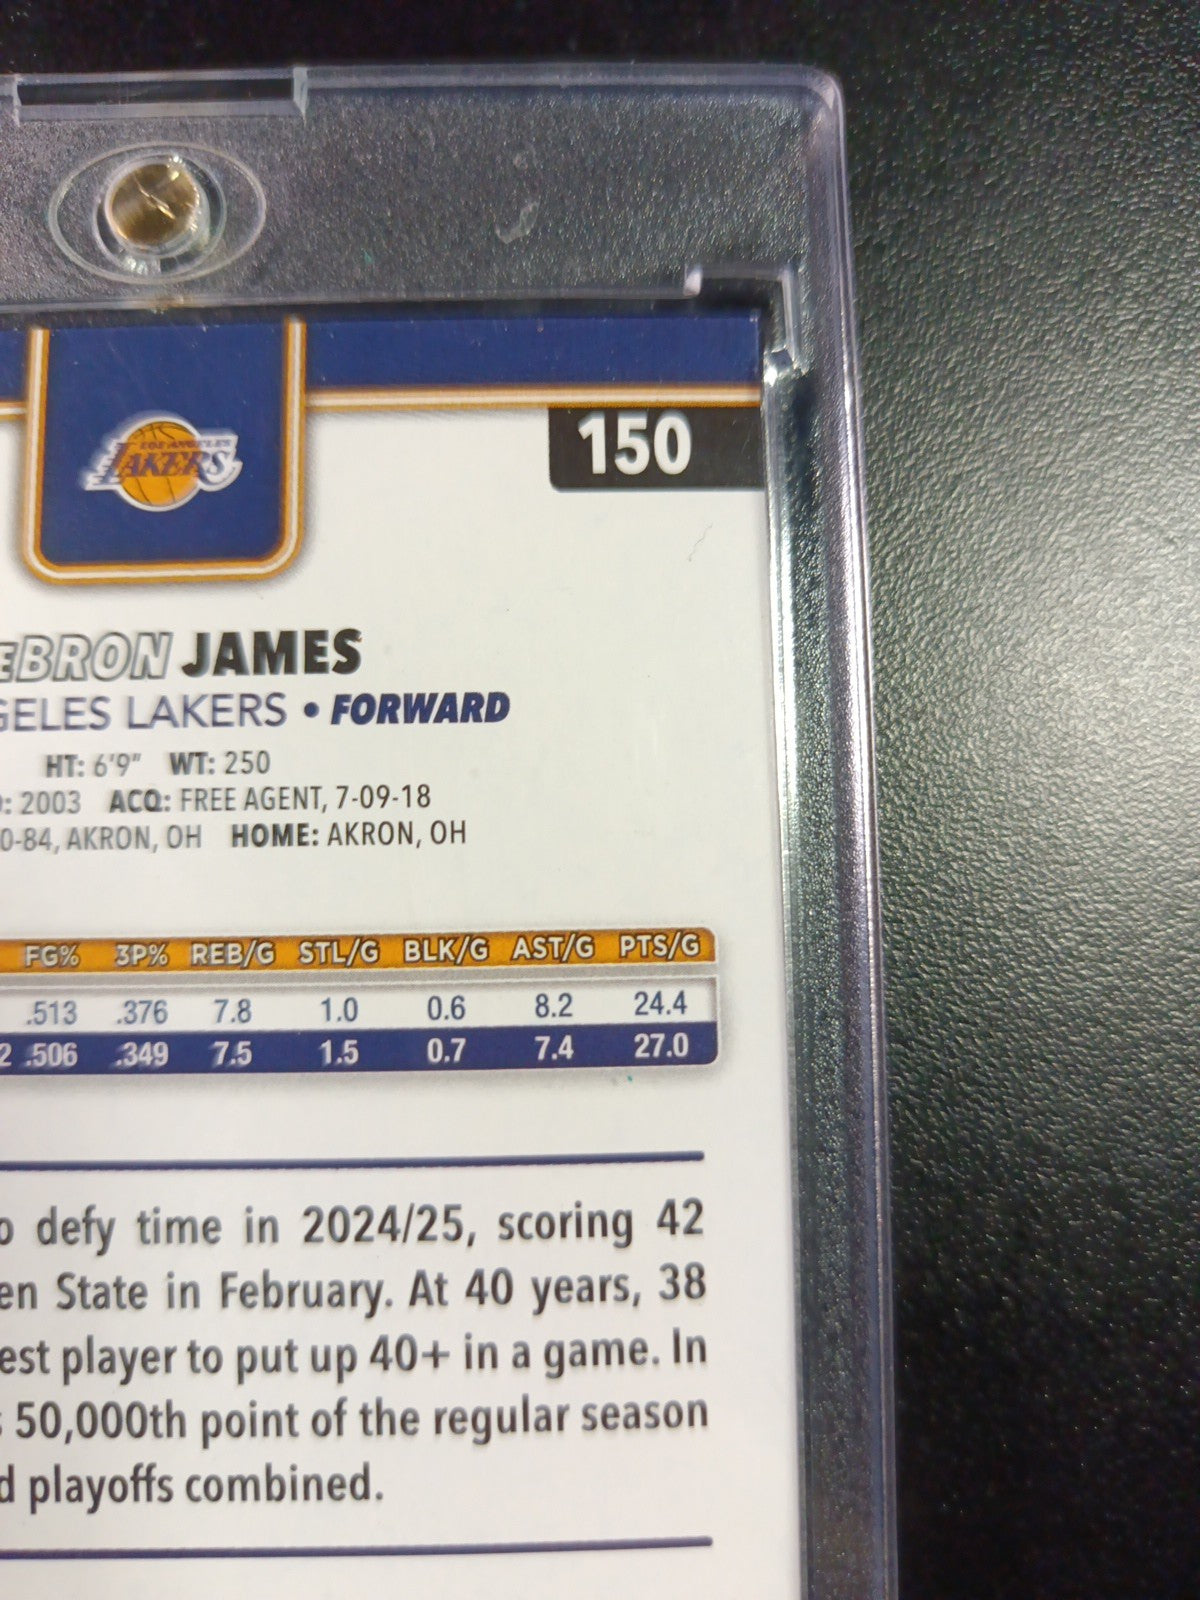 150
LOS ANGELES
LAKERS
EBRON JAMES
GELES LAKERS • FORWARD
HT: 6'9" WT: 250
: 2003 ACQ: FREE AGENT, 7-09-18
0-84, AKRON, OH HOME: AKRON, OH
FG% 3P% REB/G STL/G BLK/G AST/G PTS/G
.513 .376 7.8 1.0 0.6 8.2 24.4
2 .506 .349 7.5 1.5 0.7 7.4 27.0
o defy time in 2024/25, scoring 42
en State in February. At 40 years, 38
est player to put up 40+ in a game. In
s 50,000th point of the regular season
d playoffs combined.